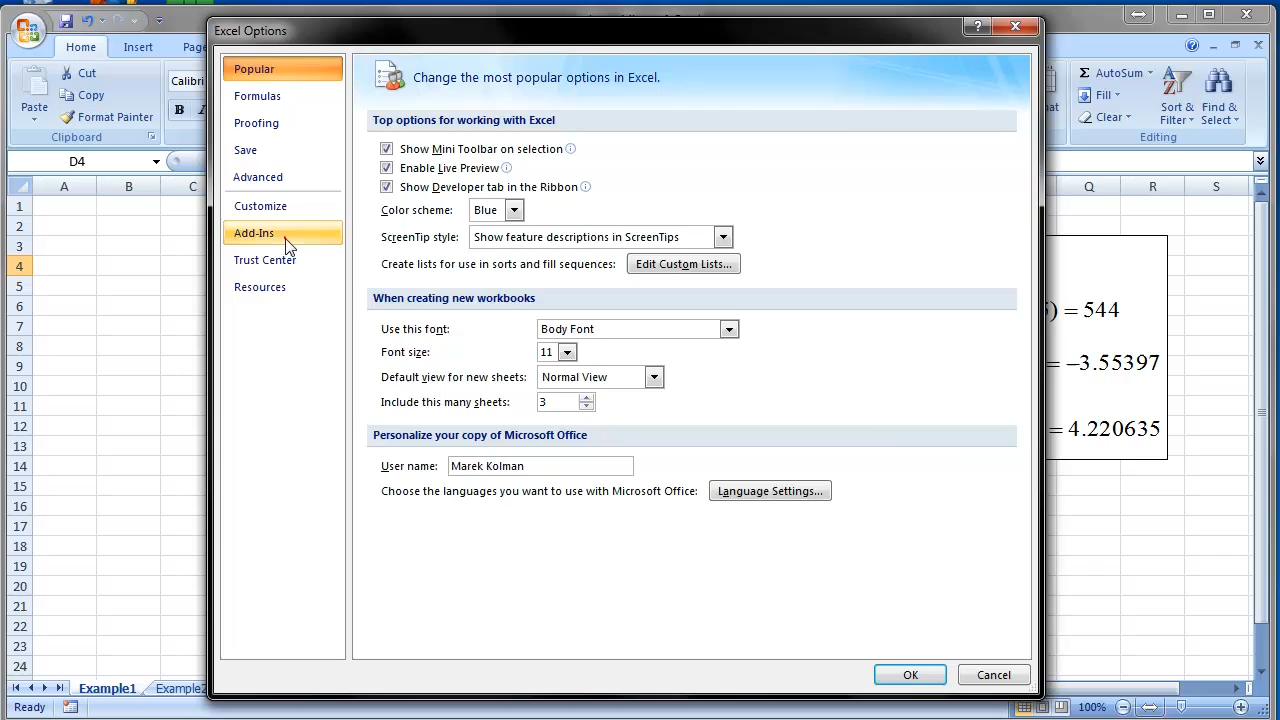 Excel Options
Home
Insert
Cut
Copy
Format Painter
Paste
Clipboard
Calibri
B
AutoSum
Fill
Clear
Sort & Filter
Find & Select
Editing
D4
A B C Q R S
1
2
3
4
5
6
7
8
9
10
11
12
13
14
15
16
17
18
19
20
21
22
23
24
Popular
Formulas
Proofing
Save
Advanced
Customize
Add-Ins
Trust Center
Resources
Change the most popular options in Excel.
Top options for working with Excel
Show Mini Toolbar on selection
Enable Live Preview
Show Developer tab in the Ribbon
Color scheme: Blue
ScreenTip style: Show feature descriptions in ScreenTips
Create lists for use in sorts and fill sequences: Edit Custom Lists...
When creating new workbooks
Use this font: Body Font
Font size: 11
Default view for new sheets: Normal View
Include this many sheets: 3
Personalize your copy of Microsoft Office
User name: Marek Kolman
Choose the languages you want to use with Microsoft Office: Language Settings...
OK Cancel
) = 544
= −3.55397
= 4.220635
Example1
Ready
100%